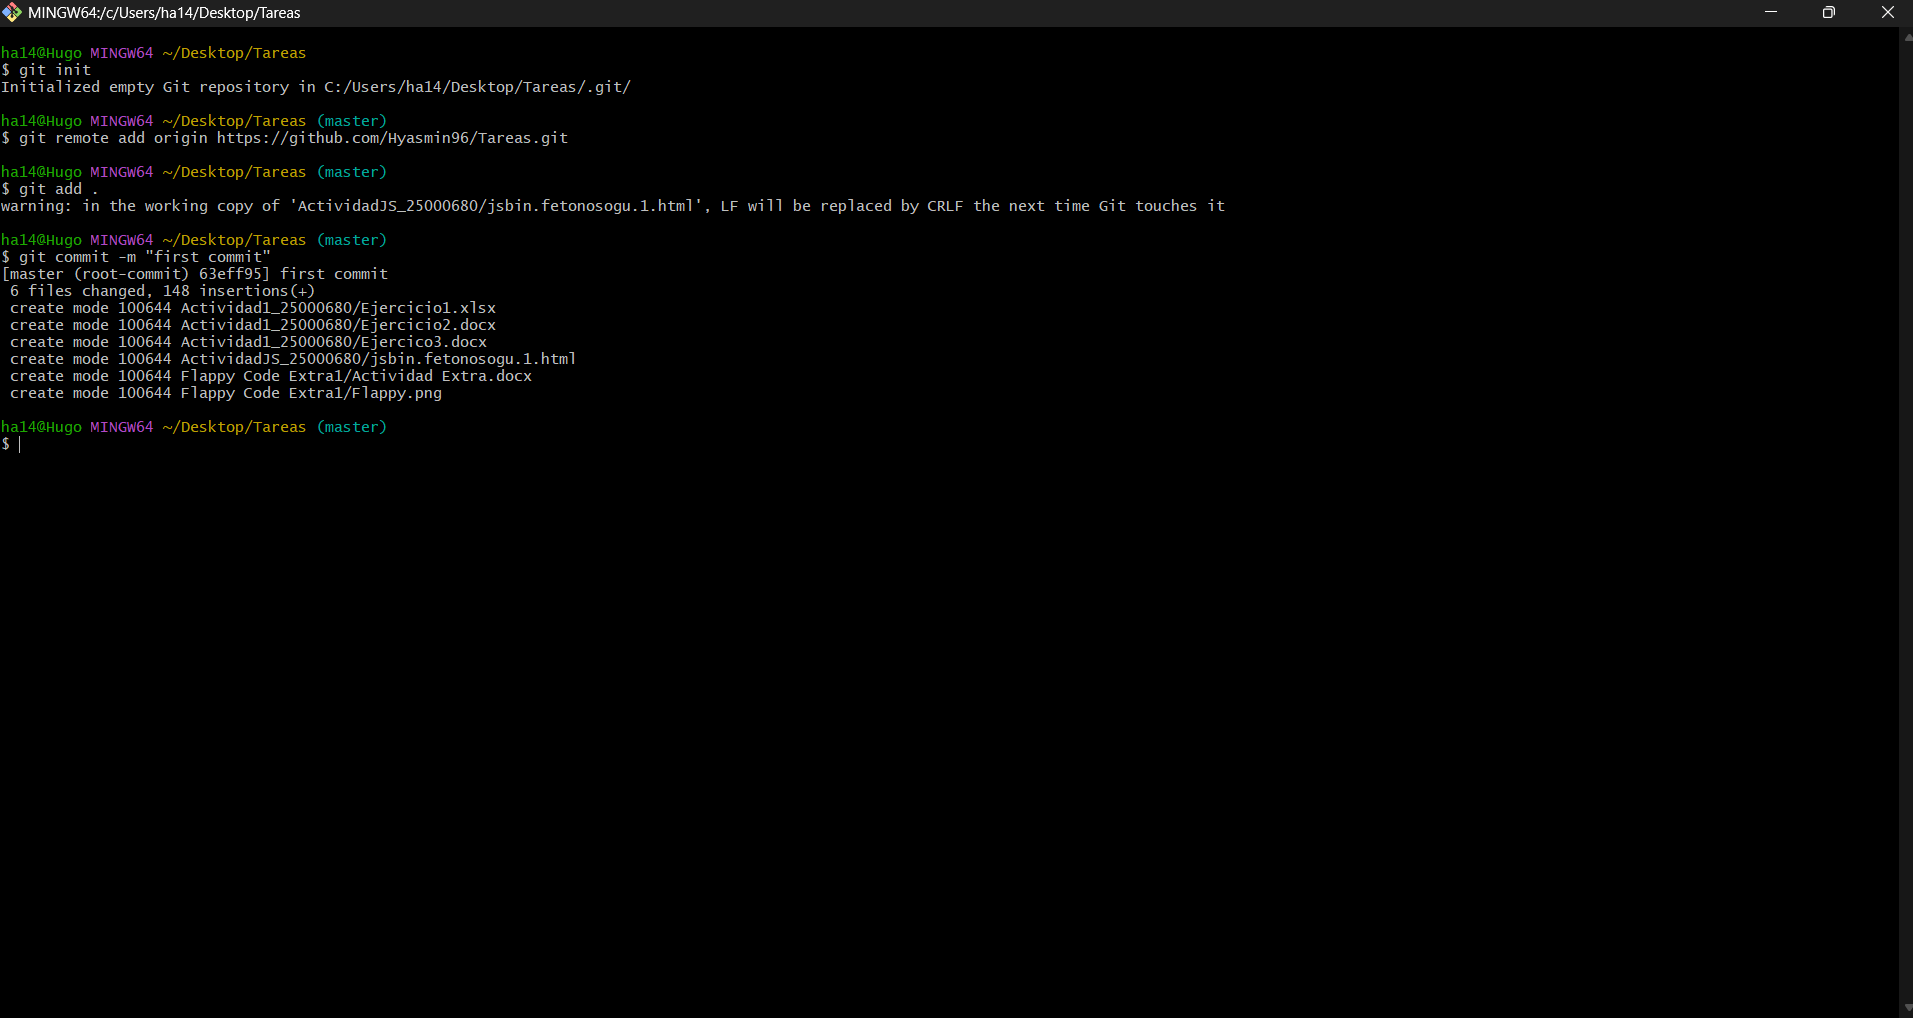 MINGW64:/c/Users/ha14/Desktop/Tareas
ha14@Hugo MINGW64 ~/Desktop/Tareas
$ git init
Initialized empty Git repository in C:/Users/ha14/Desktop/Tareas/.git/
ha14@Hugo MINGW64 ~/Desktop/Tareas (master)
$ git remote add origin https://github.com/Hyasmin96/Tareas.git
ha14@Hugo MINGW64 ~/Desktop/Tareas (master)
$ git add .
warning: in the working copy of 'ActividadJS_25000680/jsbin.fetonosogu.1.html', LF will be replaced by CRLF the next time Git touches it
ha14@Hugo MINGW64 ~/Desktop/Tareas (master)
$ git commit -m "first commit"
[master (root-commit) 63eff95] first commit
 6 files changed, 148 insertions(+)
 create mode 100644 Actividad1_25000680/Ejercicio1.xlsx
 create mode 100644 Actividad1_25000680/Ejercicio2.docx
 create mode 100644 Actividad1_25000680/Ejercico3.docx
 create mode 100644 ActividadJS_25000680/jsbin.fetonosogu.1.html
 create mode 100644 Flappy Code Extra1/Actividad Extra.docx
 create mode 100644 Flappy Code Extra1/Flappy.png
ha14@Hugo MINGW64 ~/Desktop/Tareas (master)
$